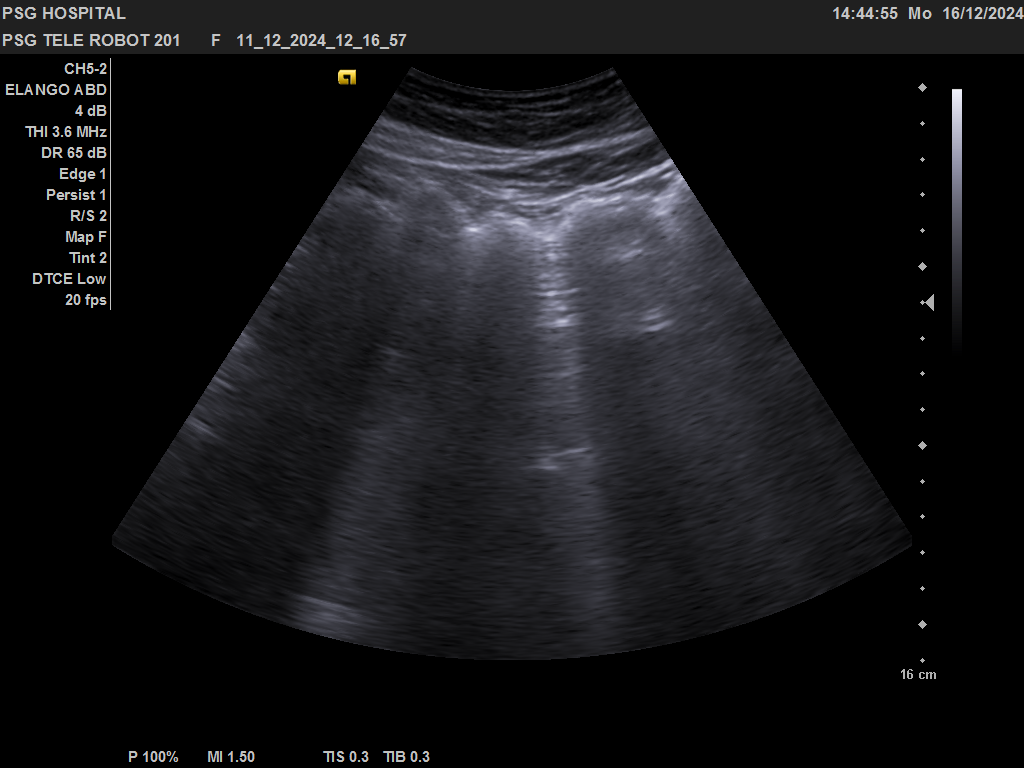 PSG HOSPITAL 14:44:55 Mo 16/12/2024
PSG TELE ROBOT 201 F 11_12_2024_12_16_57
CH5-2
ELANGO ABD
4 dB
THI 3.6 MHz
DR 65 dB
Edge 1
Persist 1
R/S 2
Map F
Tint 2
DTCE Low
20 fps
16 cm
P 100% MI 1.50 TIS 0.3 TIB 0.3